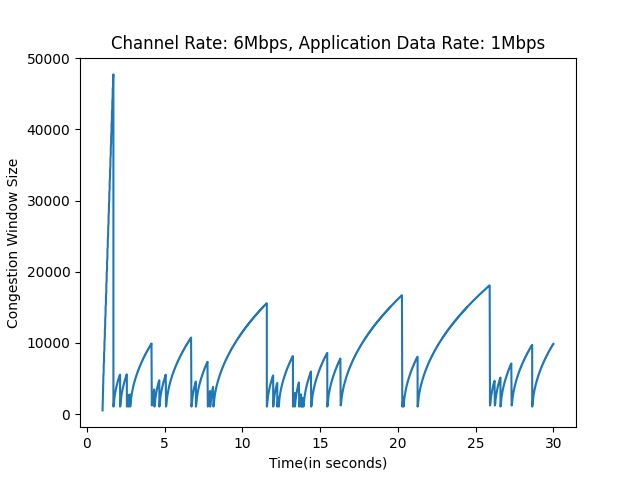 Channel Rate: 6Mbps, Application Data Rate: 1Mbps
50000
40000
30000
20000
10000
0
Congestion Window Size
0 5 10 15 20 25 30
Time(in seconds)